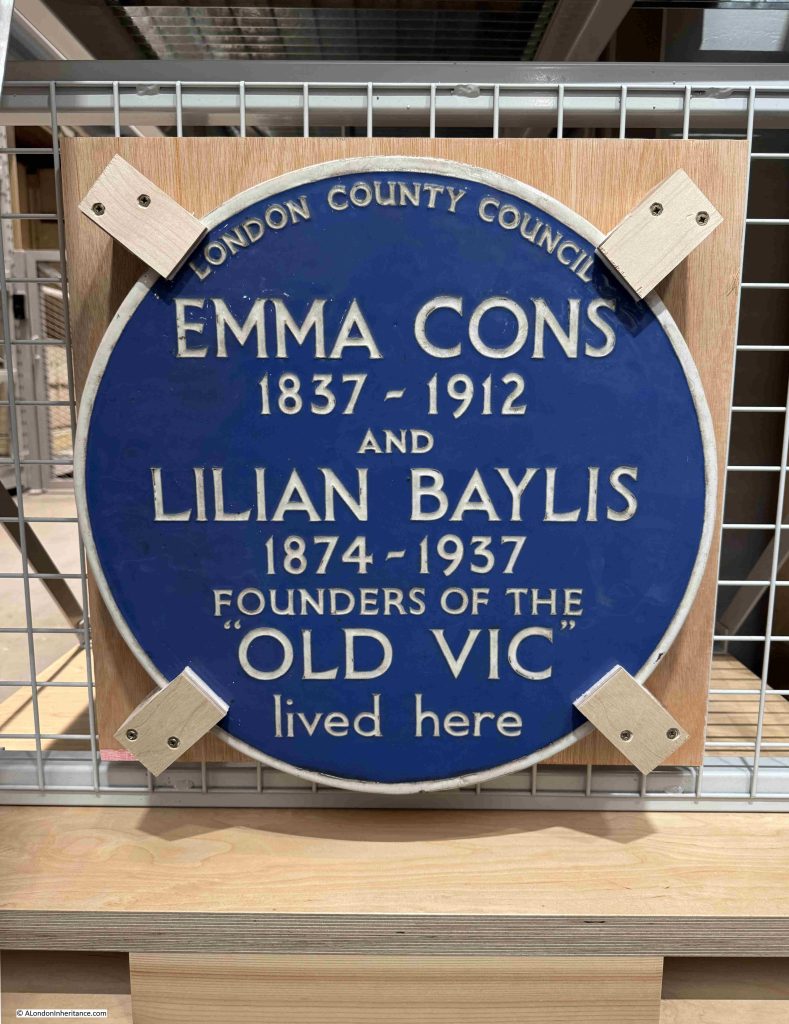 LONDON COUNTY COUNCIL
EMMA CONS
1837 - 1912
AND
LILIAN BAYLIS
1874 - 1937
FOUNDERS OF THE
"OLD VIC"
lived here
© ALondonInheritance.com